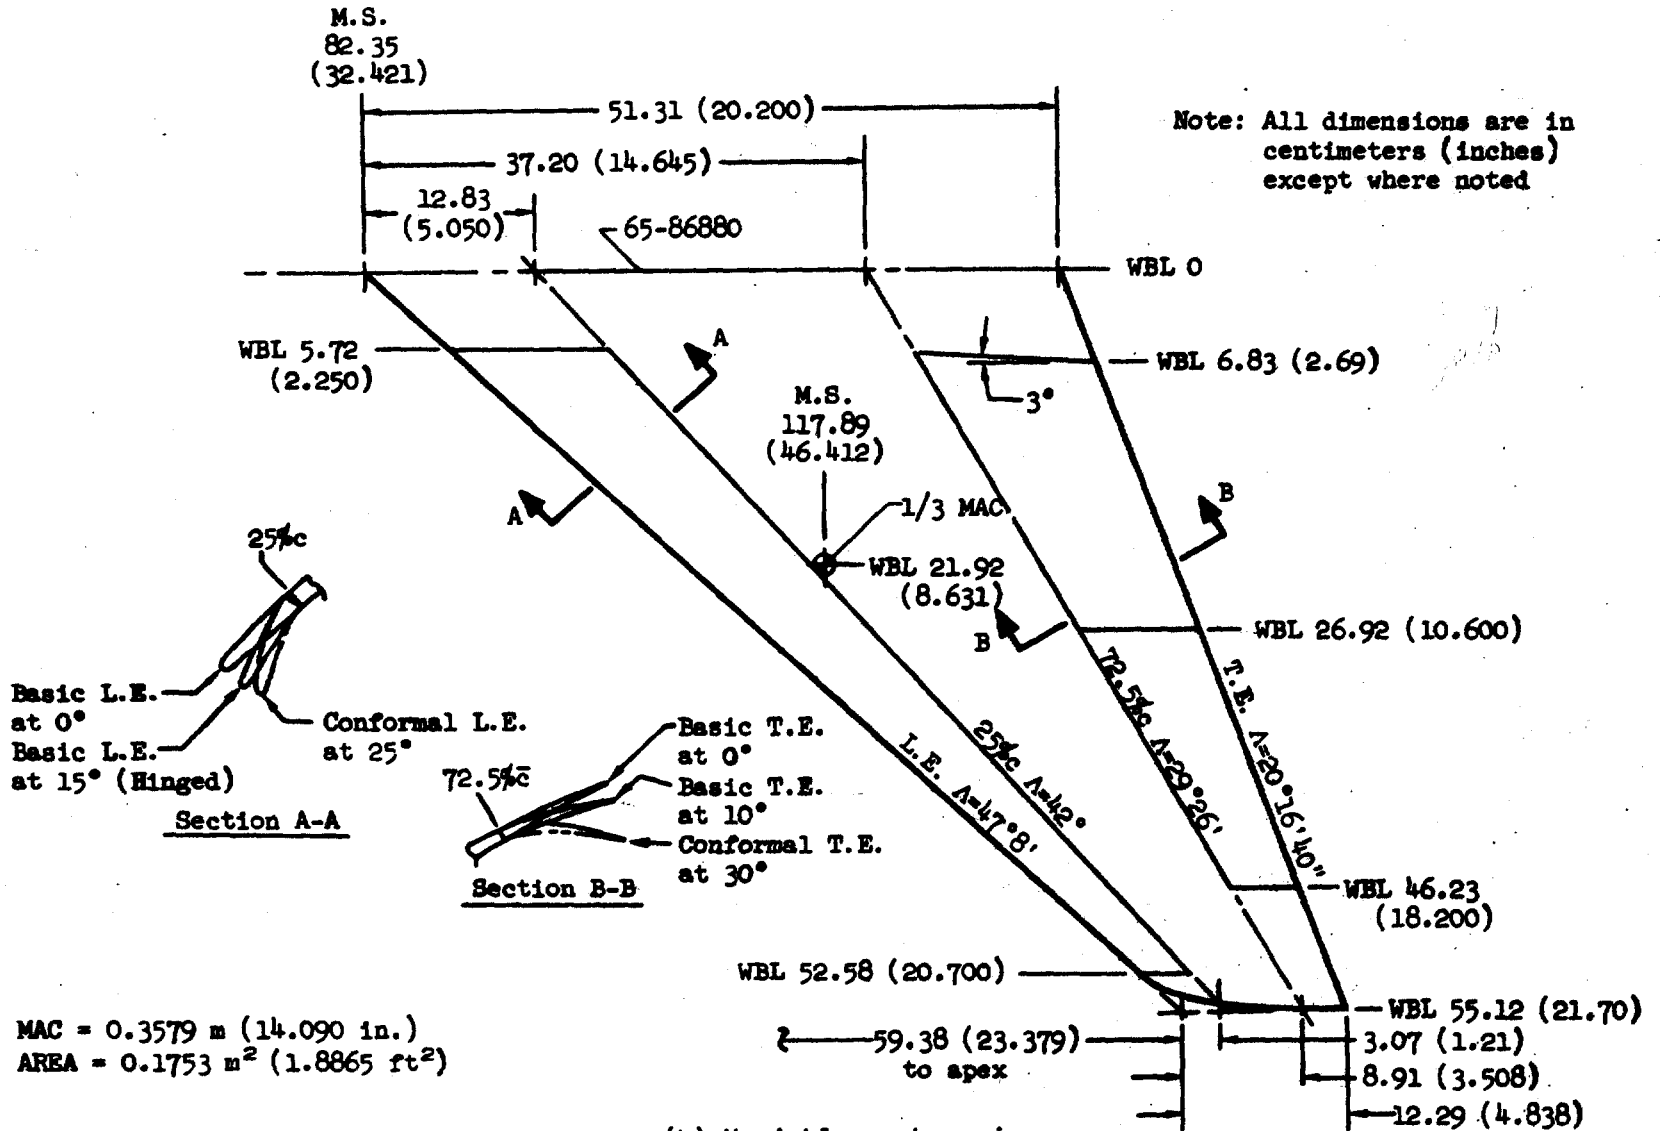 M.S.
82.35
(32.421)
51.31 (20.200)
Note: All dimensions are in
centimeters (inches)
except where noted
37.20 (14.645)
12.83
(5.050)
65-86880
WBL 0
WBL 5.72
(2.250)
A
WBL 6.83 (2.69)
3°
M.S.
117.89
(46.412)
A
1/3 MAC
B
25%c
WBL 21.92
(8.631)
B
WBL 26.92 (10.600)
Basic L.E.
at 0°
Basic L.E.
at 15° (Hinged)
Conformal L.E.
at 25°
Section A-A
72.5%c̄
Basic T.E.
at 0°
Basic T.E.
at 10°
Conformal T.E.
at 30°
Section B-B
L.E. Λ=47°8'
25%c Λ=42°
72.5%c Λ=29°26'
T.E. Λ=20°16'40"
WBL 46.23
(18.200)
WBL 52.58 (20.700)
WBL 55.12 (21.70)
MAC = 0.3579 m (14.090 in.)
AREA = 0.1753 m² (1.8865 ft²)
59.38 (23.379)
to apex
3.07 (1.21)
8.91 (3.508)
12.29 (4.838)